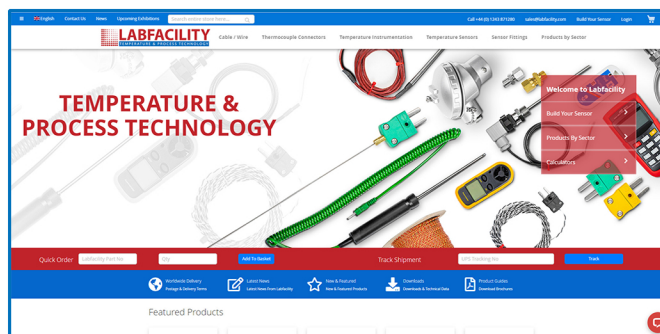 English Contact Us News Upcoming Exhibitions Search entire store here... Call +44 (0) 1243 871280 sales@labfacility.com Build Your Sensor Login
LABFACILITY
TEMPERATURE & PROCESS TECHNOLOGY
Cable / Wire Thermocouple Connectors Temperature Instrumentation Temperature Sensors Sensor Fittings Products by Sector
TEMPERATURE &
PROCESS TECHNOLOGY
Welcome to Labfacility
Build Your Sensor
Products By Sector
Calculators
Quick Order Labfacility Part No Qty Add To Basket Track Shipment UPS Tracking No Track
Worldwide Delivery
Postage & Delivery Terms
Latest News
Latest News From Labfacility
New & Featured
New & Featured Products
Downloads
Downloads & Technical Data
Product Guides
Download Brochures
Featured Products